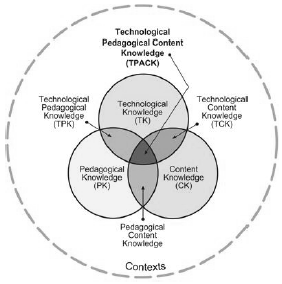 Technological
Pedagogical Content
Knowledge
(TPACK)
Technological
Pedagogical
Knowledge
(TPK)
Technological
Knowledge
(TK)
Technological
Content
Knowledge
(TCK)
Pedagogical
Knowledge
(PK)
Content
Knowledge
(CK)
Pedagogical
Content
Knowledge
Contexts